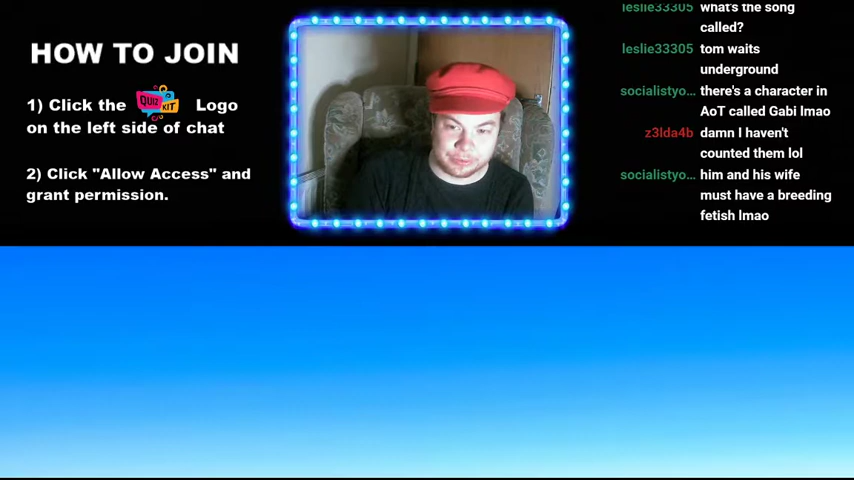 HOW TO JOIN
1) Click the QUIZ KIT Logo
on the left side of chat
2) Click "Allow Access" and
grant permission.
leslie33305 what's the song
called?
leslie33305 tom waits
underground
socialistyo… there's a character in
AoT called Gabi lmao
z3lda4b damn I haven't
counted them lol
socialistyo… him and his wife
must have a breeding
fetish lmao